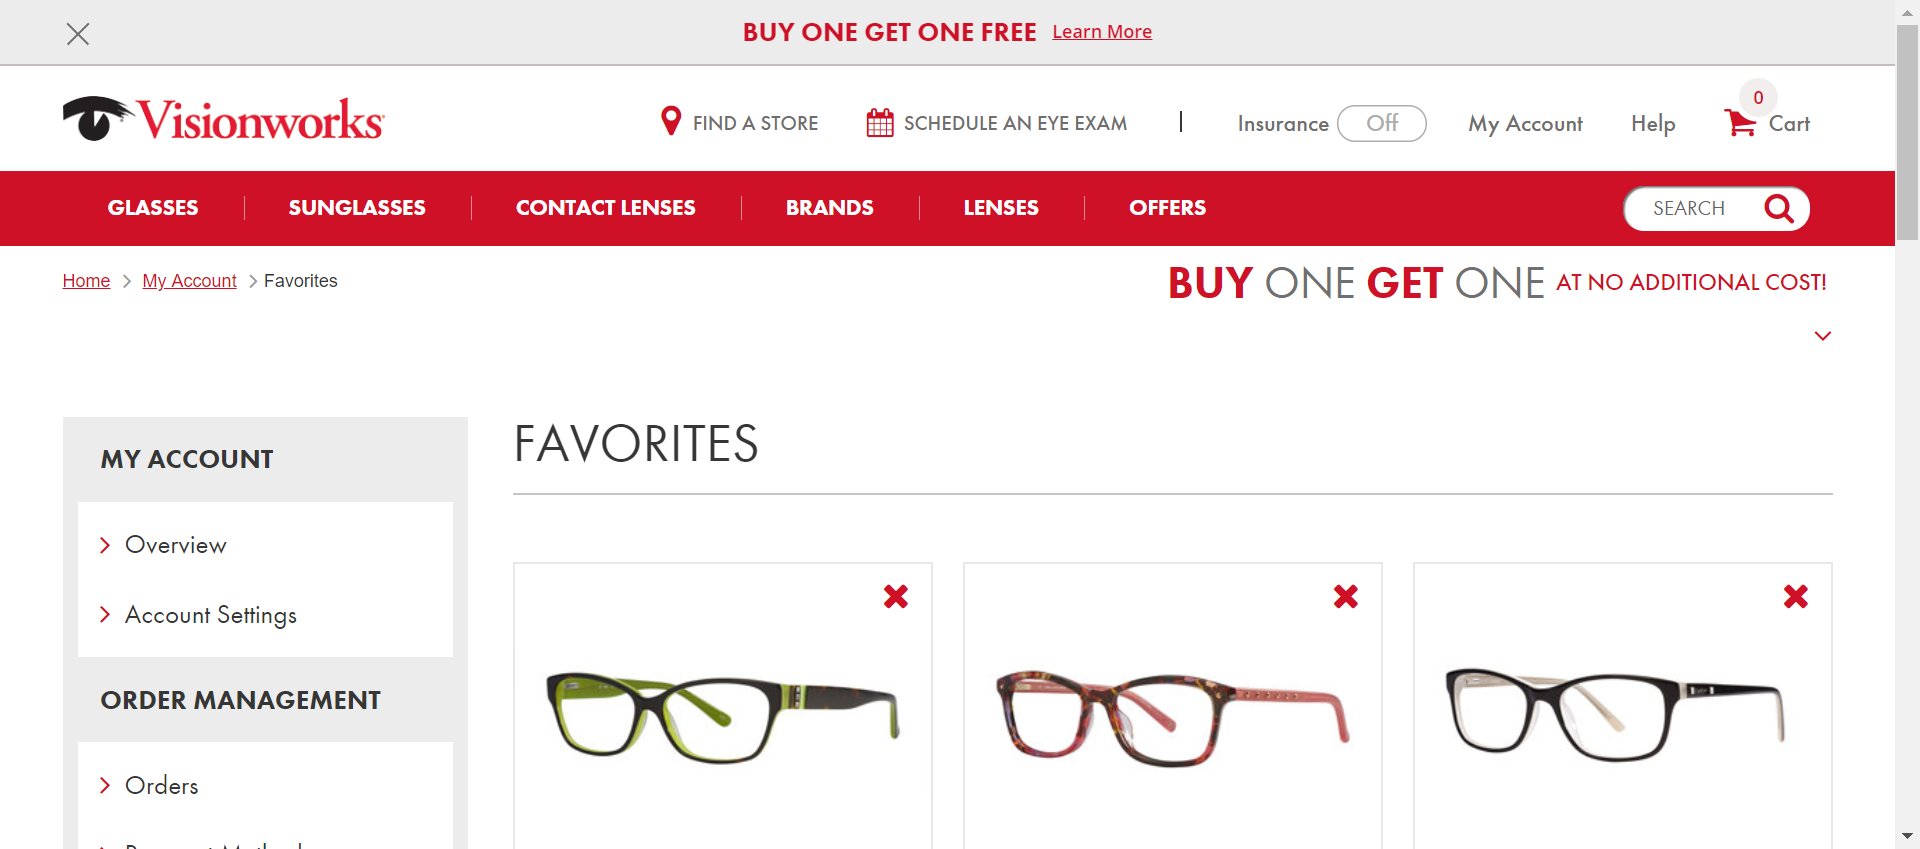 BUY ONE GET ONE FREE Learn More
Visionworks
FIND A STORE
SCHEDULE AN EYE EXAM
Insurance Off
My Account
Help
0
Cart
GLASSES
SUNGLASSES
CONTACT LENSES
BRANDS
LENSES
OFFERS
SEARCH
Home My Account Favorites
BUY ONE GET ONE AT NO ADDITIONAL COST!
MY ACCOUNT
Overview
Account Settings
ORDER MANAGEMENT
Orders
FAVORITES